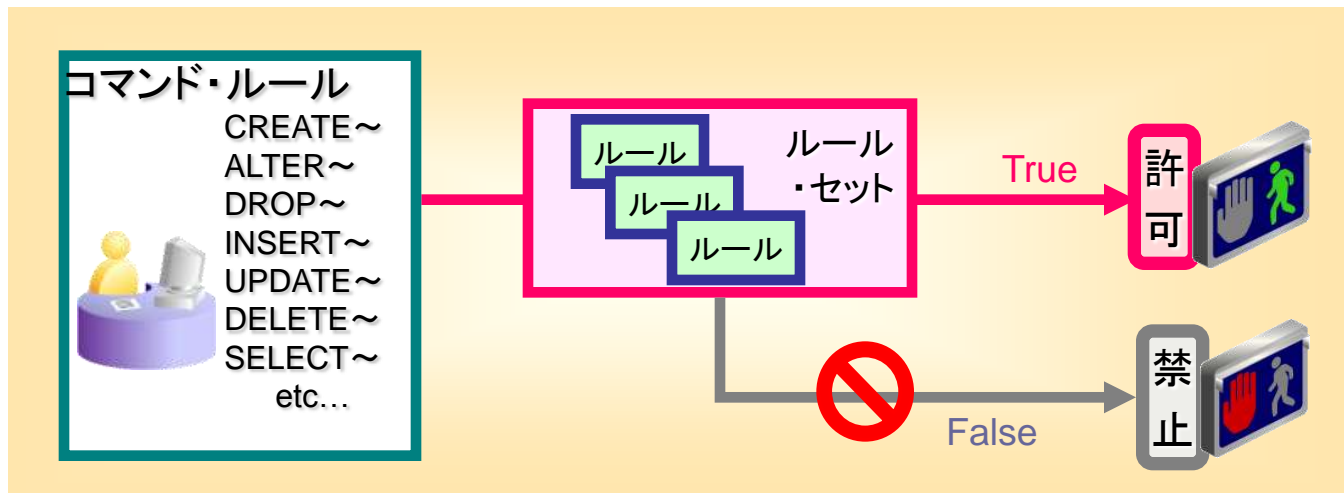 コマンド・ルール
CREATE～
ALTER～
DROP～
INSERT～
UPDATE～
DELETE～
SELECT～
etc…
ルール
ルール
ルール
ルール
・セット
True
許
可
False
禁
止